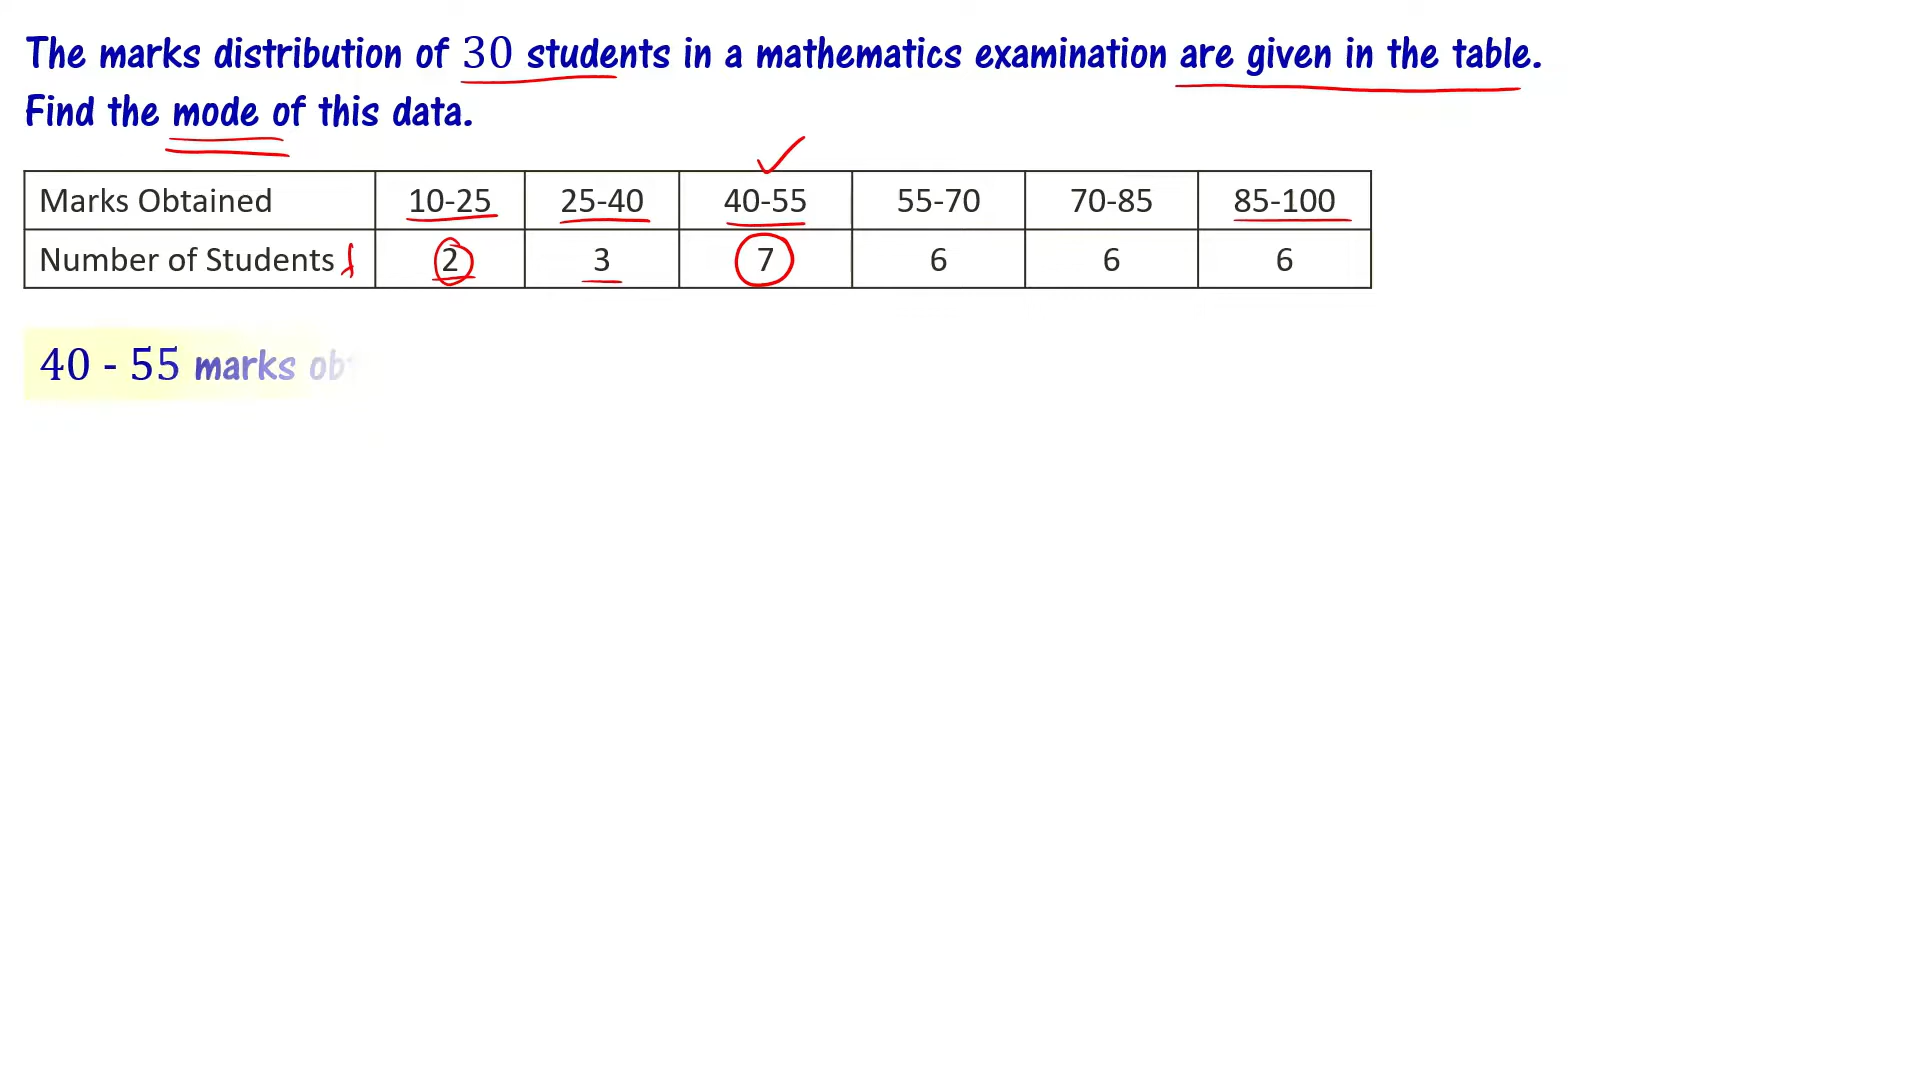 The marks distribution of 30 students in a mathematics examination are given in the table.
Find the mode of this data.
Marks Obtained 10-25 25-40 40-55 55-70 70-85 85-100
Number of Students f 2 3 7 6 6 6
40 - 55 marks